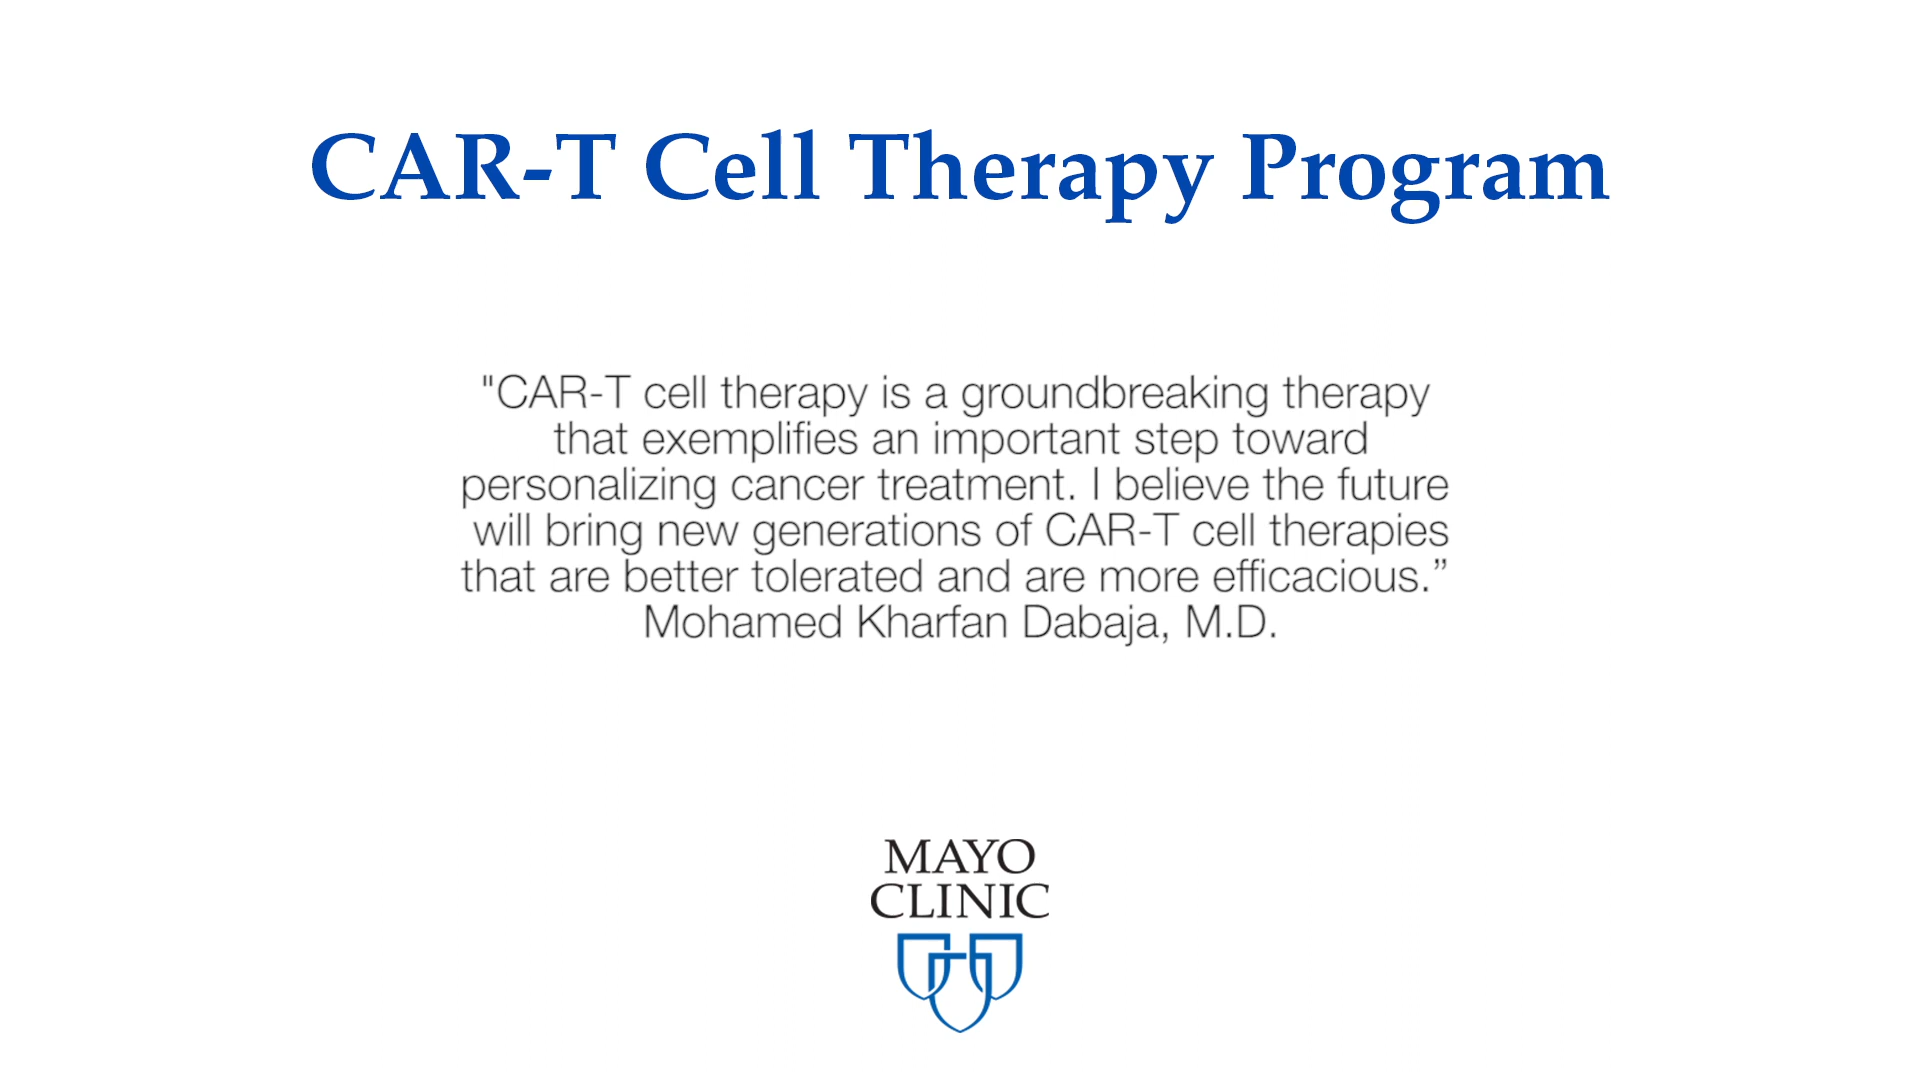 CAR-T Cell Therapy Program
"CAR-T cell therapy is a groundbreaking therapy
that exemplifies an important step toward
personalizing cancer treatment. I believe the future
will bring new generations of CAR-T cell therapies
that are better tolerated and are more efficacious.”
Mohamed Kharfan Dabaja, M.D.
MAYO
CLINIC